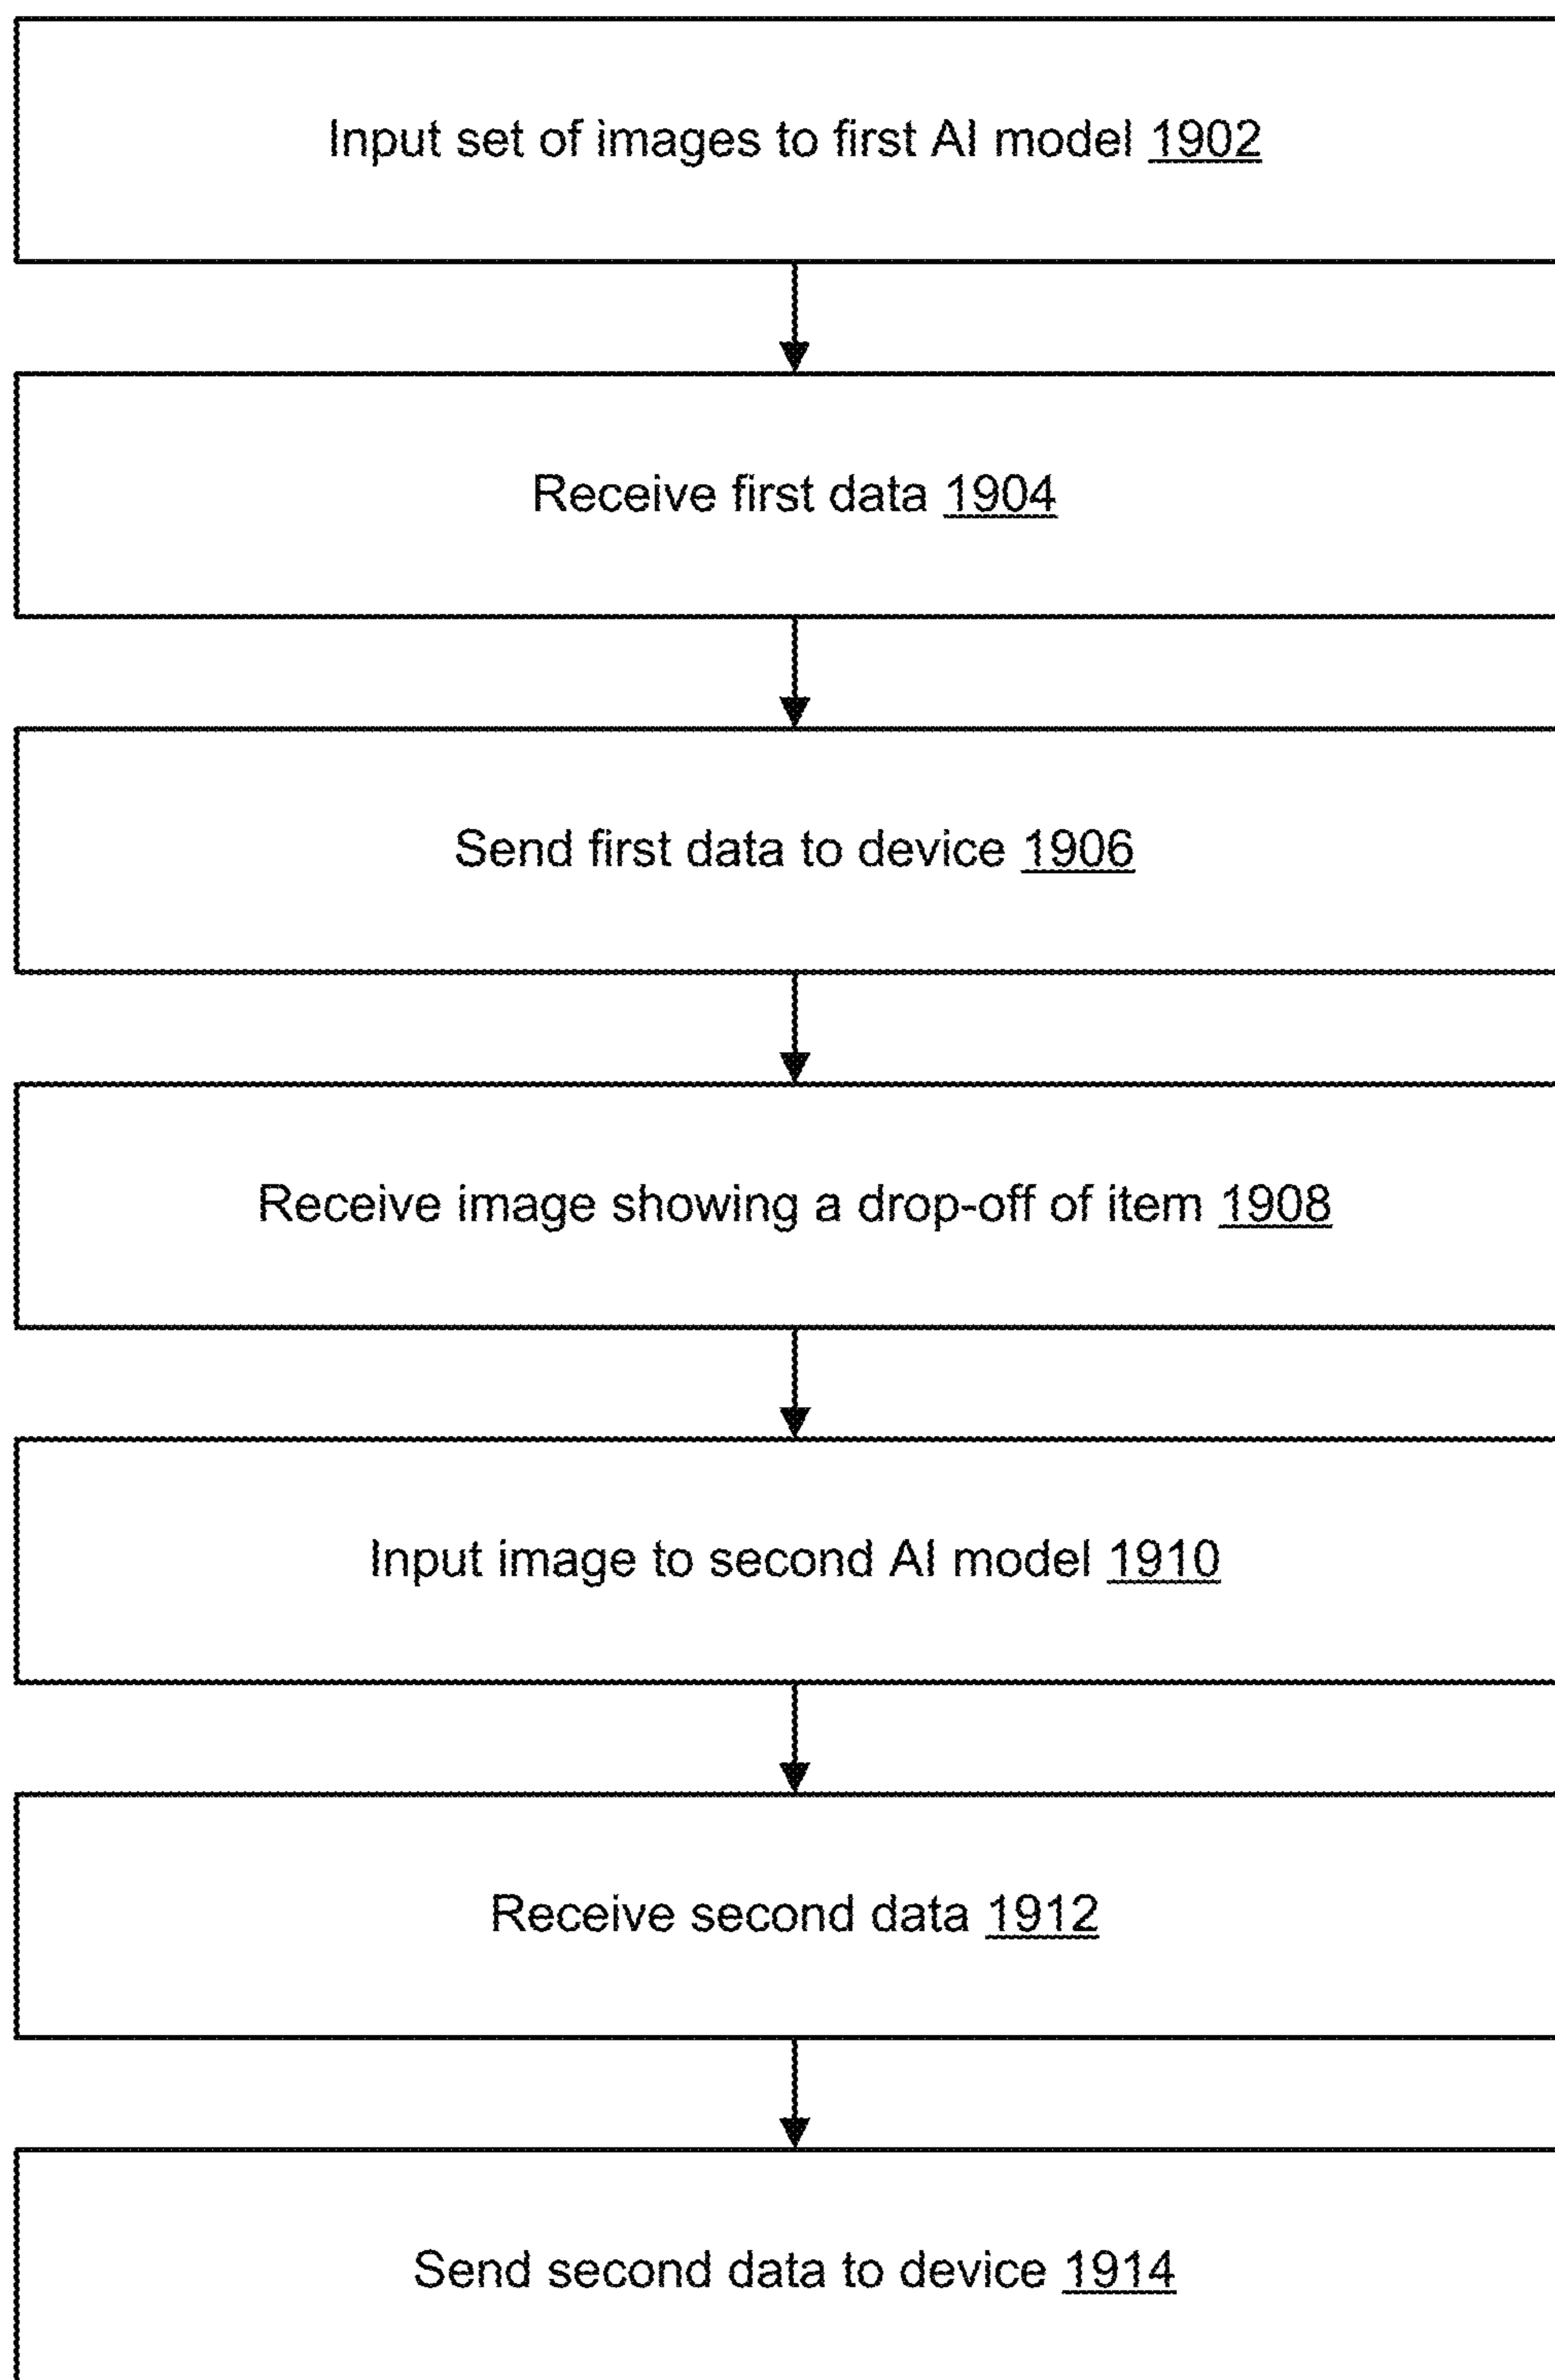 Input set of images to first AI model 1902
Receive first data 1904
Send first data to device 1906
Receive image showing a drop-off of item 1908
Input image to second AI model 1910
Receive second data 1912
Send second data to device 1914